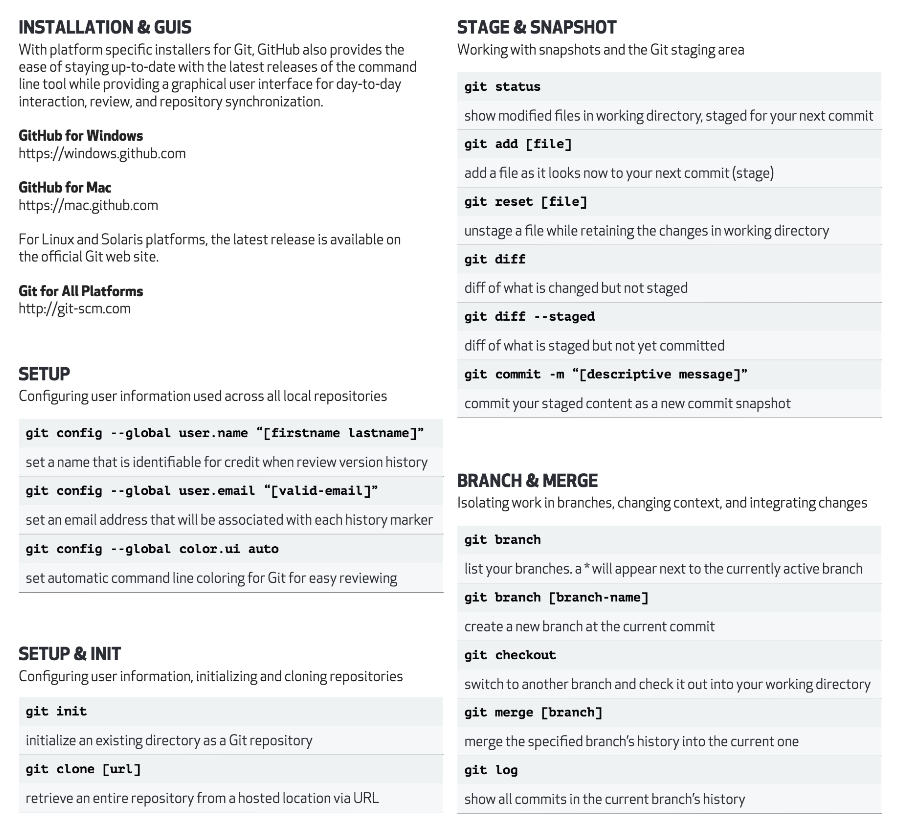 INSTALLATION & GUIS
With platform specific installers for Git, GitHub also provides the
ease of staying up-to-date with the latest releases of the command
line tool while providing a graphical user interface for day-to-day
interaction, review, and repository synchronization.
GitHub for Windows
https://windows.github.com
GitHub for Mac
https://mac.github.com
For Linux and Solaris platforms, the latest release is available on
the official Git web site.
Git for All Platforms
http://git-scm.com
SETUP
Configuring user information used across all local repositories
git config --global user.name “[firstname lastname]”
set a name that is identifiable for credit when review version history
git config --global user.email “[valid-email]”
set an email address that will be associated with each history marker
git config --global color.ui auto
set automatic command line coloring for Git for easy reviewing
SETUP & INIT
Configuring user information, initializing and cloning repositories
git init
initialize an existing directory as a Git repository
git clone [url]
retrieve an entire repository from a hosted location via URL
STAGE & SNAPSHOT
Working with snapshots and the Git staging area
git status
show modified files in working directory, staged for your next commit
git add [file]
add a file as it looks now to your next commit (stage)
git reset [file]
unstage a file while retaining the changes in working directory
git diff
diff of what is changed but not staged
git diff --staged
diff of what is staged but not yet committed
git commit -m “[descriptive message]”
commit your staged content as a new commit snapshot
BRANCH & MERGE
Isolating work in branches, changing context, and integrating changes
git branch
list your branches. a * will appear next to the currently active branch
git branch [branch-name]
create a new branch at the current commit
git checkout
switch to another branch and check it out into your working directory
git merge [branch]
merge the specified branch’s history into the current one
git log
show all commits in the current branch’s history